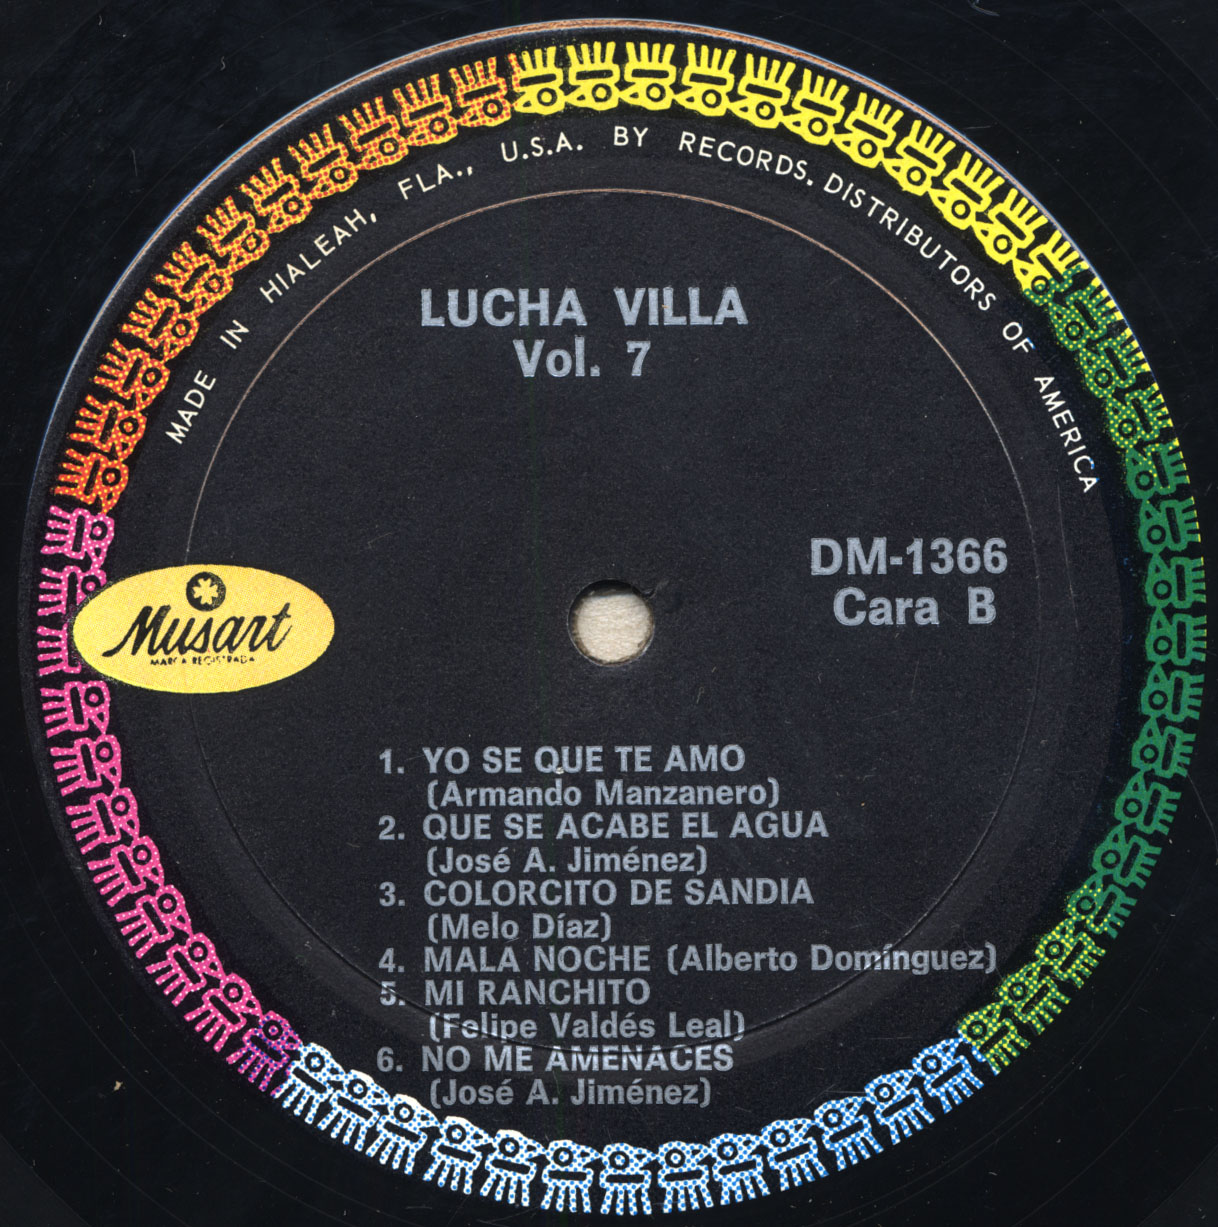 MADE IN HIALEAH, FLA., U.S.A. BY RECORDS. DISTRIBUTORS OF AMERICA
LUCHA VILLA
Vol. 7
DM-1366
Cara B
Musart
MARCA REGISTRADA
1. YO SE QUE TE AMO
(Armando Manzanero)
2. QUE SE ACABE EL AGUA
(José A. Jiménez)
3. COLORCITO DE SANDIA
(Melo Díaz)
4. MALA NOCHE (Alberto Domínguez)
5. MI RANCHITO
(Felipe Valdés Leal)
6. NO ME AMENACES
(José A. Jiménez)